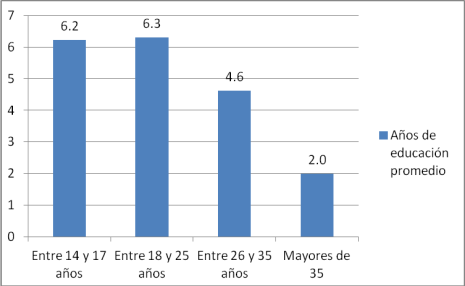 7
6
5
4
3
2
1
0
6.2
6.3
4.6
2.0
Entre 14 y 17
años
Entre 18 y 25
años
Entre 26 y 35
años
Mayores de
35
Años de
educación
promedio